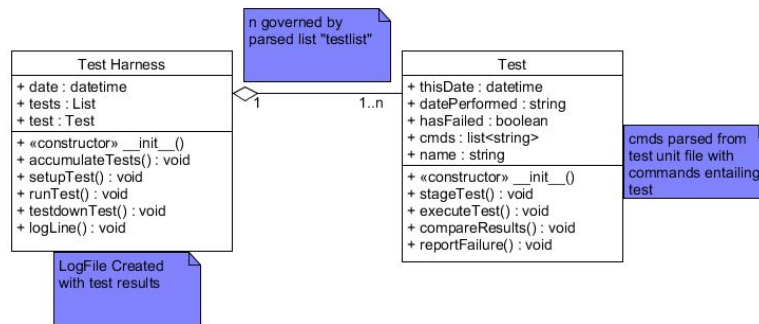 n governed by
parsed list "testlist"
Test Harness
+ date : datetime
+ tests : List
+ test : Test
+ «constructor» __init__()
+ accumulateTests() : void
+ setupTest() : void
+ runTest() : void
+ testdownTest() : void
+ logLine() : void
1
1..n
Test
+ thisDate : datetime
+ datePerformed : string
+ hasFailed : boolean
+ cmds : list<string>
+ name : string
+ «constructor» __init__()
+ stageTest() : void
+ executeTest() : void
+ compareResults() : void
+ reportFailure() : void
cmds parsed from
test unit file with
commands entailing
test
LogFile Created
with test results